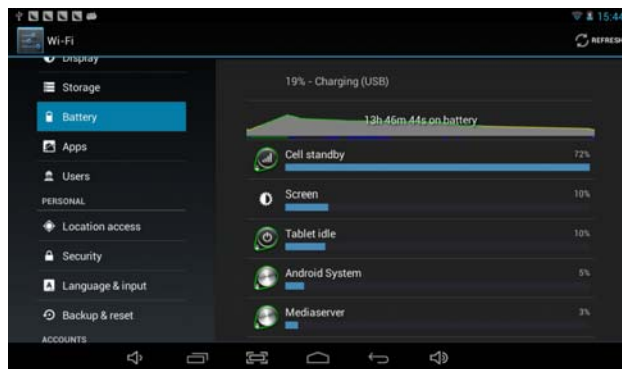 15:44
Wi-Fi
REFRESH
Display
Storage
Battery
Apps
Users
PERSONAL
Location access
Security
Language & input
Backup & reset
ACCOUNTS
19% - Charging (USB)
13h 46m 44s on battery
Cell standby
72%
Screen
10%
Tablet idle
10%
Android System
5%
Mediaserver
3%